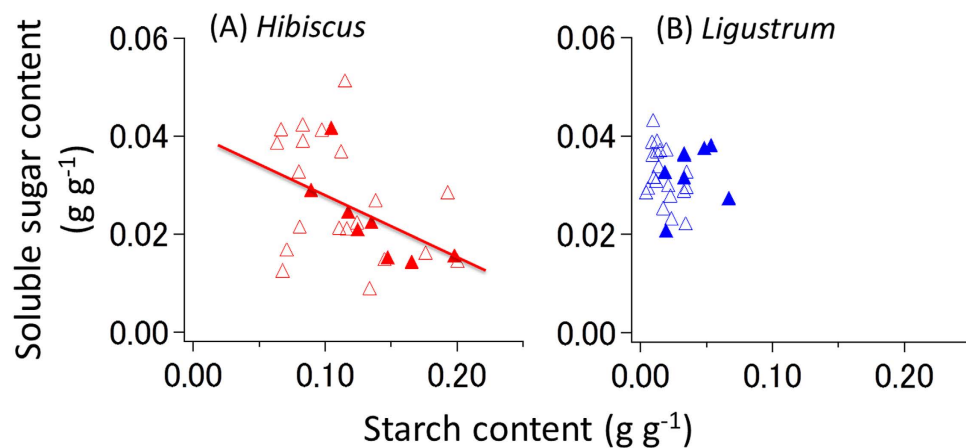 (A) Hibiscus
(B) Ligustrum
Soluble sugar content
(g g-1)
0.06
0.04
0.02
0.00
0.06
0.04
0.02
0.00
0.00 0.10 0.20
0.00 0.10 0.20
Starch content (g g-1)